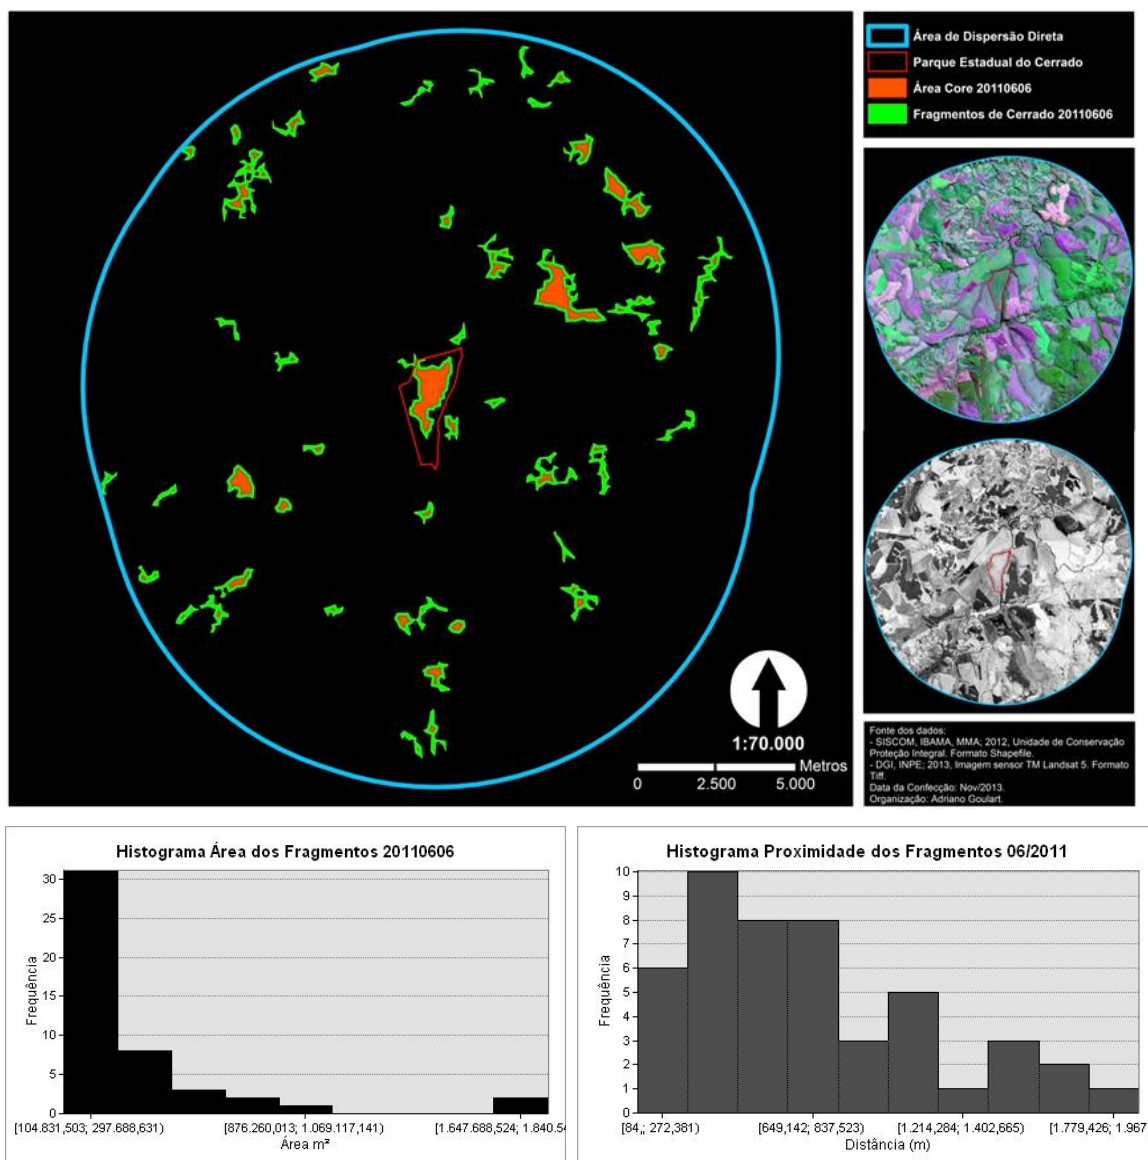 Área de Dispersão Direta
Parque Estadual do Cerrado
Área Core 20110606
Fragmentos de Cerrado 20110606
1:70.000
Metros
0 2.500 5.000
Fonte dos dados:
- SISCOM, IBAMA, MMA; 2012, Unidade de Conservação
Proteção Integral. Formato Shapefile.
- DGI, INPE; 2013, Imagem sensor TM Landsat 5. Formato
Tiff.
Data da Confecção: Nov/2013.
Organização: Adriano Goulart.
Histograma Área dos Fragmentos 20110606
Frequência
30
25
20
15
10
5
0
[104.831,503; 297.688,631) [876.260,013; 1.069.117,141) [1.647.688,524; 1.840.54
Área m²
Histograma Proximidade dos Fragmentos 06/2011
Frequência
10
9
8
7
6
5
4
3
2
1
0
[84,; 272,381) [649,142; 837,523) [1.214,284; 1.402,665) [1.779,426; 1.967
Distância (m)